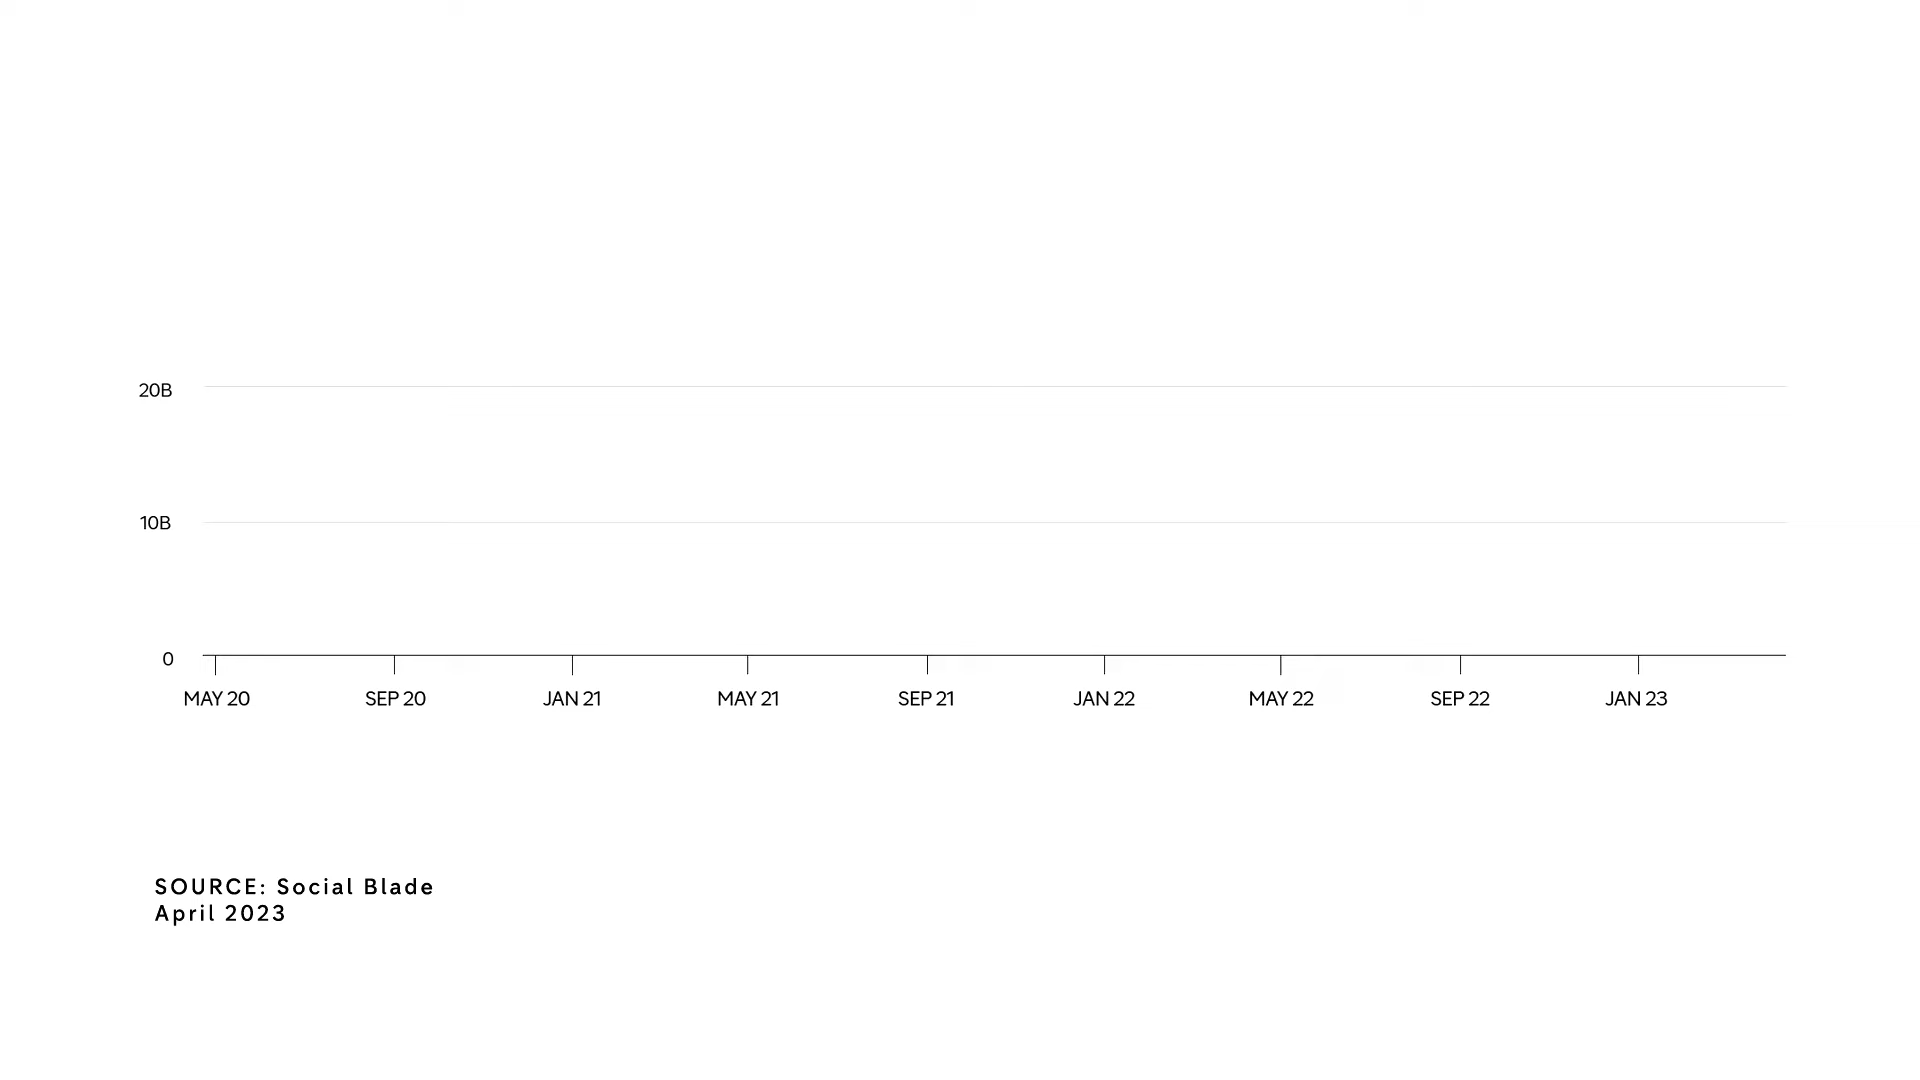 20B
10B
0
MAY 20 SEP 20 JAN 21 MAY 21 SEP 21 JAN 22 MAY 22 SEP 22 JAN 23
SOURCE: Social Blade
April 2023